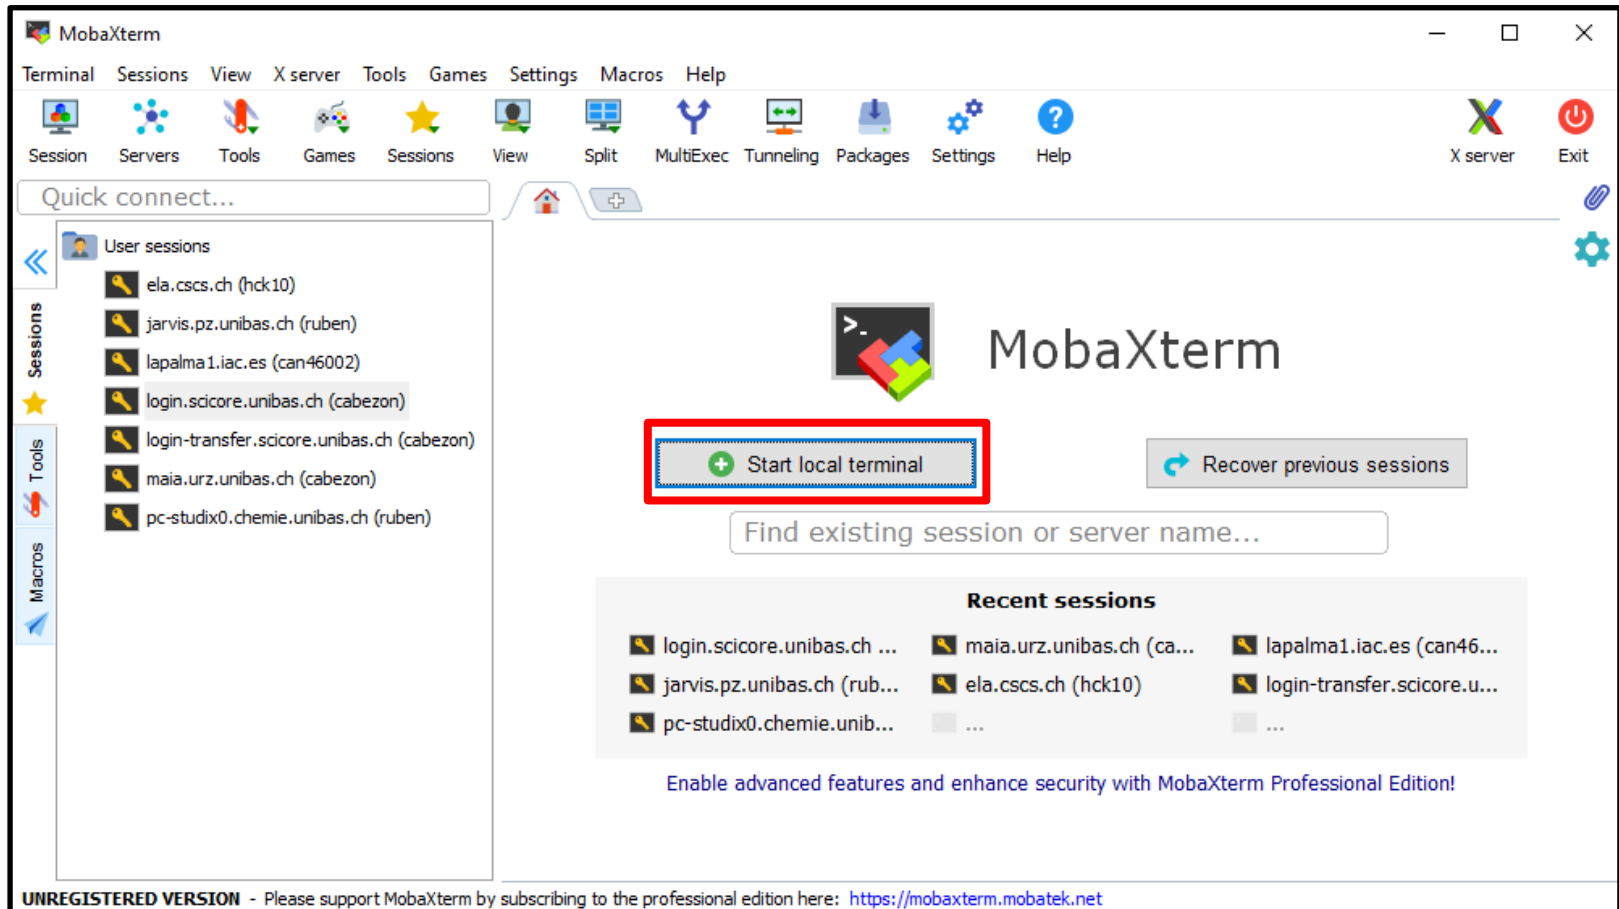 MobaXterm
Terminal Sessions View X server Tools Games Settings Macros Help
Session Servers Tools Games Sessions View Split MultiExec Tunneling Packages Settings Help X server Exit
Quick connect...
User sessions
ela.cscs.ch (hck10)
jarvis.pz.unibas.ch (ruben)
lapalma1.iac.es (can46002)
login.scicore.unibas.ch (cabezon)
login-transfer.scicore.unibas.ch (cabezon)
maia.urz.unibas.ch (cabezon)
pc-studix0.chemie.unibas.ch (ruben)
Sessions
Tools
Macros
MobaXterm
Start local terminal Recover previous sessions
Find existing session or server name...
Recent sessions
login.scicore.unibas.ch ... maia.urz.unibas.ch (ca... lapalma1.iac.es (can46...
jarvis.pz.unibas.ch (rub... ela.cscs.ch (hck10) login-transfer.scicore.u...
pc-studix0.chemie.unib... ... ...
Enable advanced features and enhance security with MobaXterm Professional Edition!
UNREGISTERED VERSION - Please support MobaXterm by subscribing to the professional edition here: https://mobaxterm.mobatek.net